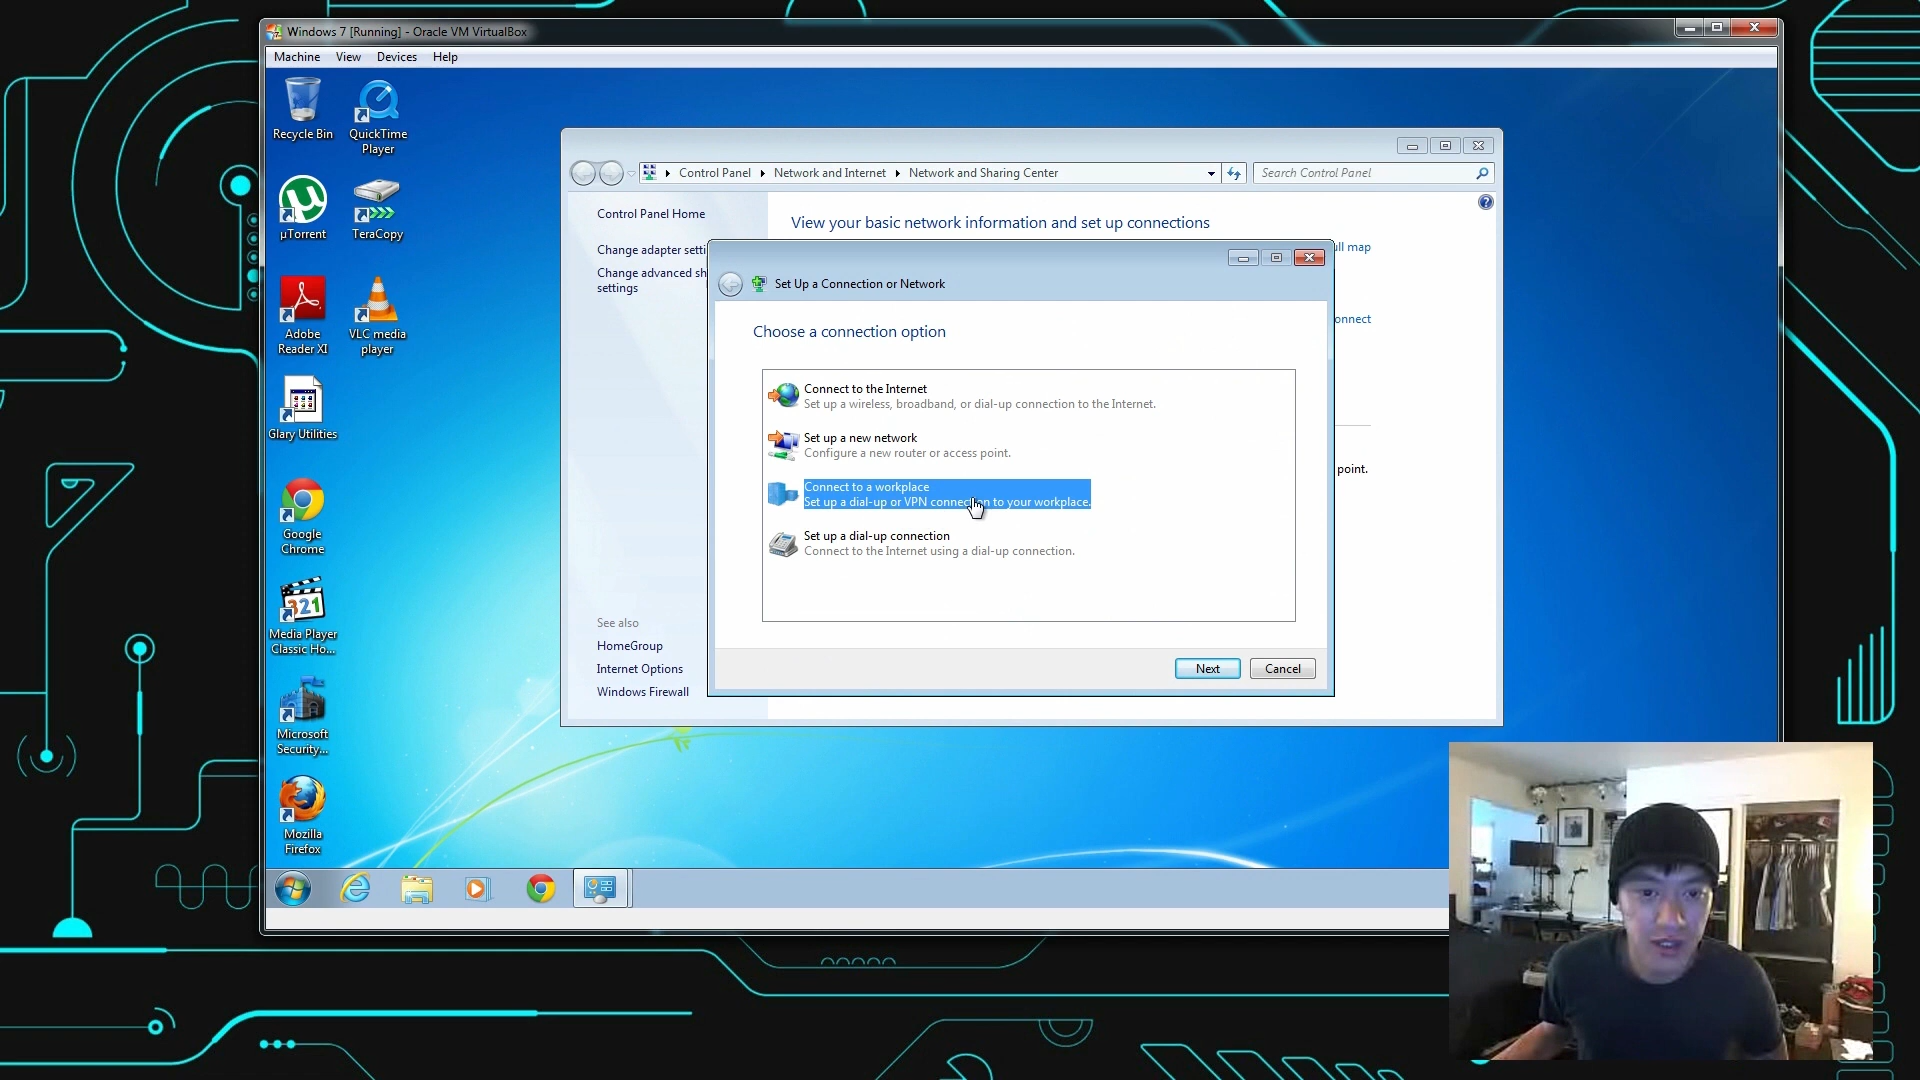 Windows 7 [Running] - Oracle VM VirtualBox
Machine View Devices Help
Recycle Bin
QuickTime
Player
µTorrent
TeraCopy
Adobe
Reader XI
VLC media
player
Glary Utilities
Google
Chrome
Media Player
Classic Ho...
Microsoft
Security...
Mozilla
Firefox
Control Panel Network and Internet Network and Sharing Center
Search Control Panel
Control Panel Home
Change adapter setti
Change advanced sh
settings
View your basic network information and set up connections
ull map
onnect
point.
See also
HomeGroup
Internet Options
Windows Firewall
Set Up a Connection or Network
Choose a connection option
Connect to the Internet
Set up a wireless, broadband, or dial-up connection to the Internet.
Set up a new network
Configure a new router or access point.
Connect to a workplace
Set up a dial-up or VPN connection to your workplace.
Set up a dial-up connection
Connect to the Internet using a dial-up connection.
Next Cancel